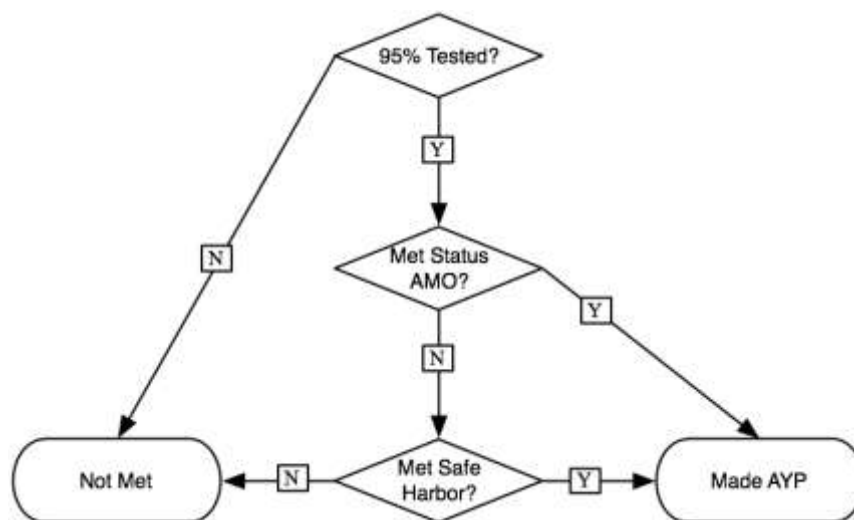 95% Tested?
Y
N
Met Status
AMO?
Y
N
Not Met
N
Met Safe
Harbor?
Y
Made AYP